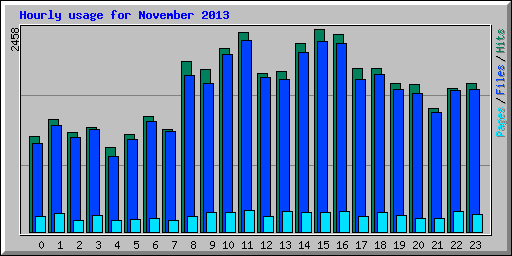 Hourly usage for November 2013
2458
Pages/Files/Hits
0 1 2 3 4 5 6 7 8 9 10 11 12 13 14 15 16 17 18 19 20 21 22 23